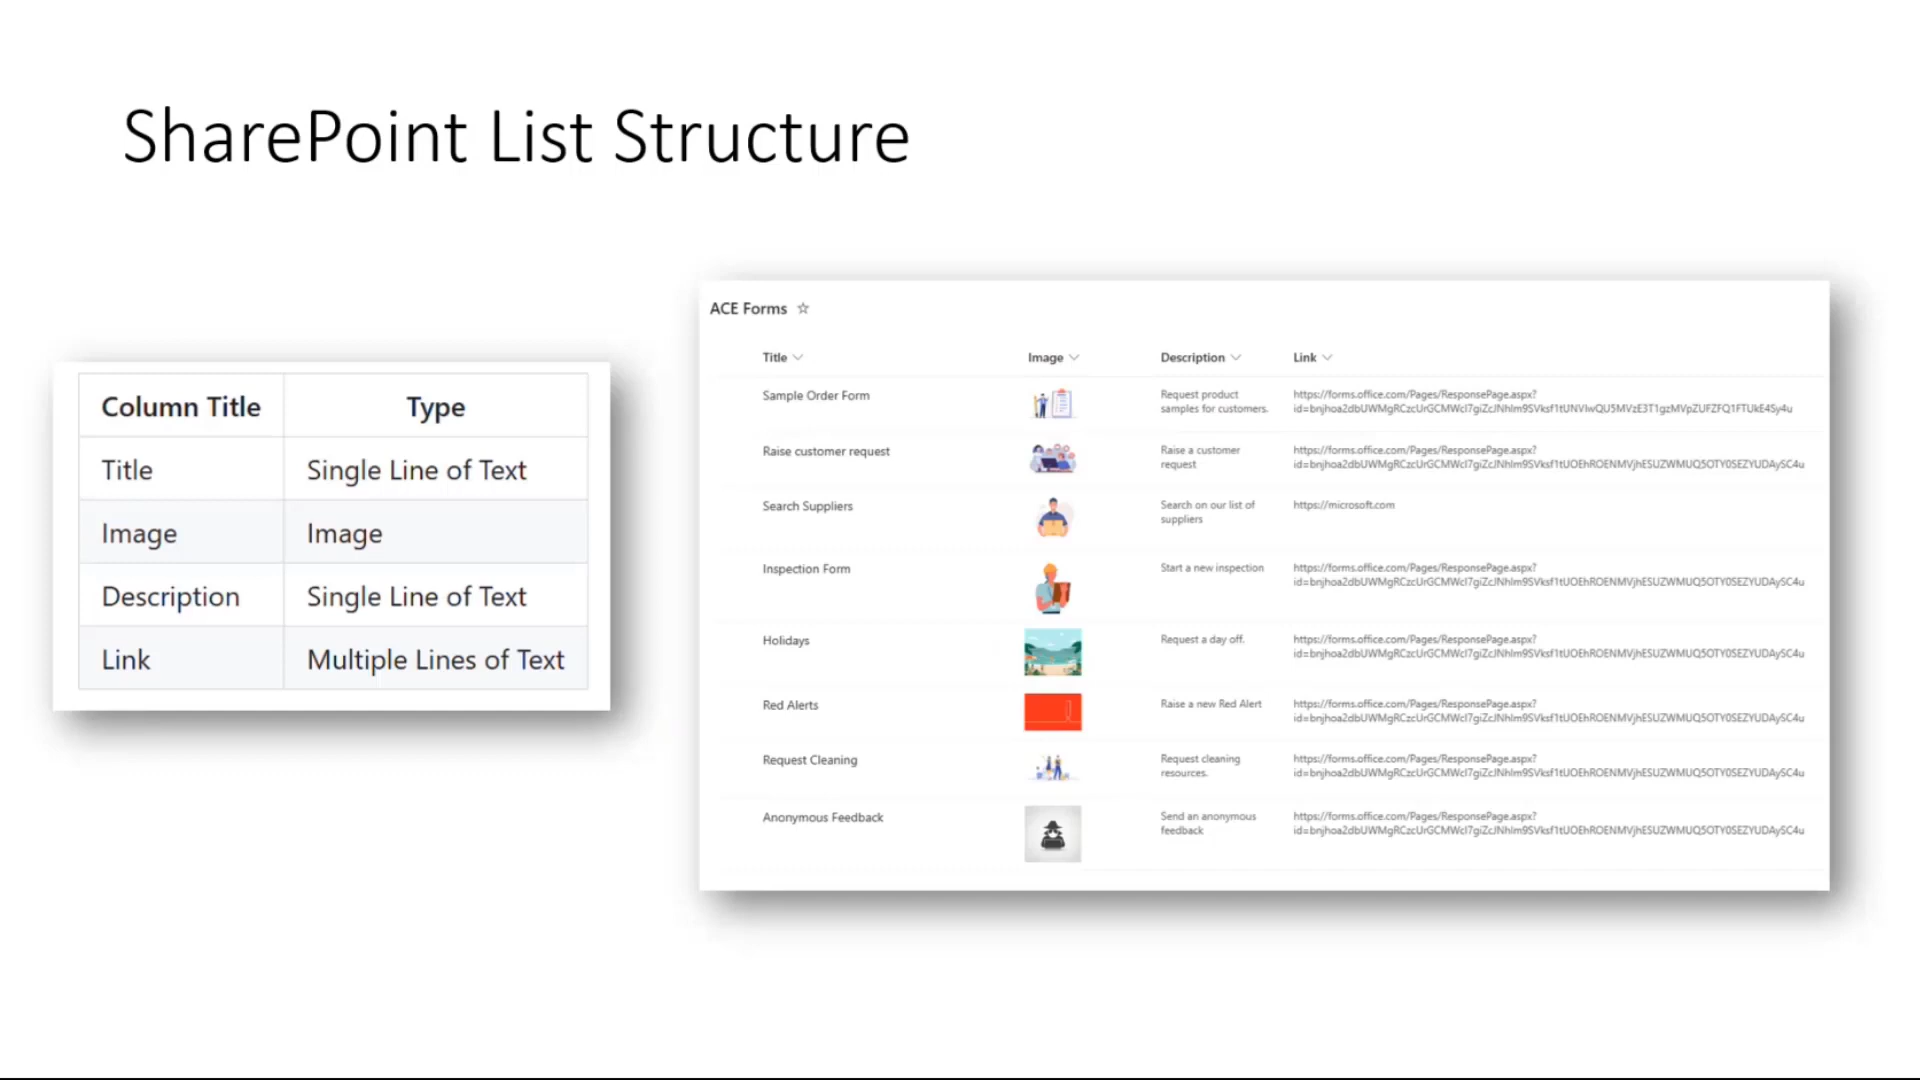 SharePoint List Structure
Column Title Type
Title Single Line of Text
Image Image
Description Single Line of Text
Link Multiple Lines of Text
ACE Forms
Title Image Description Link
Sample Order Form
Request product
samples for customers.
https://forms.office.com/Pages/ResponsePage.aspx?
Raise customer request
Raise a customer
request
https://forms.office.com/Pages/ResponsePage.aspx?
Search Suppliers
Search on our list of
suppliers
https://microsoft.com
Inspection Form
Start a new inspection
https://forms.office.com/Pages/ResponsePage.aspx?
Holidays
Request a day off.
https://forms.office.com/Pages/ResponsePage.aspx?
Red Alerts
Raise a new Red Alert
https://forms.office.com/Pages/ResponsePage.aspx?
Request Cleaning
Request cleaning
resources.
https://forms.office.com/Pages/ResponsePage.aspx?
Anonymous Feedback
Send an anonymous
feedback
https://forms.office.com/Pages/ResponsePage.aspx?